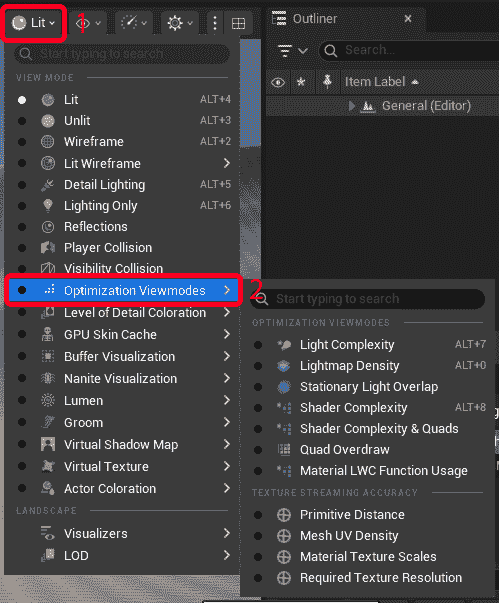 Lit
1
Outliner
Start typing to search
Search...
VIEW MODE
Item Label
Lit ALT+4
General (Editor)
Unlit ALT+3
Wireframe ALT+2
Lit Wireframe
Detail Lighting ALT+5
Lighting Only ALT+6
Reflections
Player Collision
Visibility Collision
Optimization Viewmodes
2
Level of Detail Coloration
GPU Skin Cache
Buffer Visualization
Nanite Visualization
Lumen
Groom
Virtual Shadow Map
Virtual Texture
Actor Coloration
LANDSCAPE
Visualizers
LOD
Start typing to search
OPTIMIZATION VIEWMODES
Light Complexity ALT+7
Lightmap Density ALT+0
Stationary Light Overlap
Shader Complexity ALT+8
Shader Complexity & Quads
Quad Overdraw
Material LWC Function Usage
TEXTURE STREAMING ACCURACY
Primitive Distance
Mesh UV Density
Material Texture Scales
Required Texture Resolution